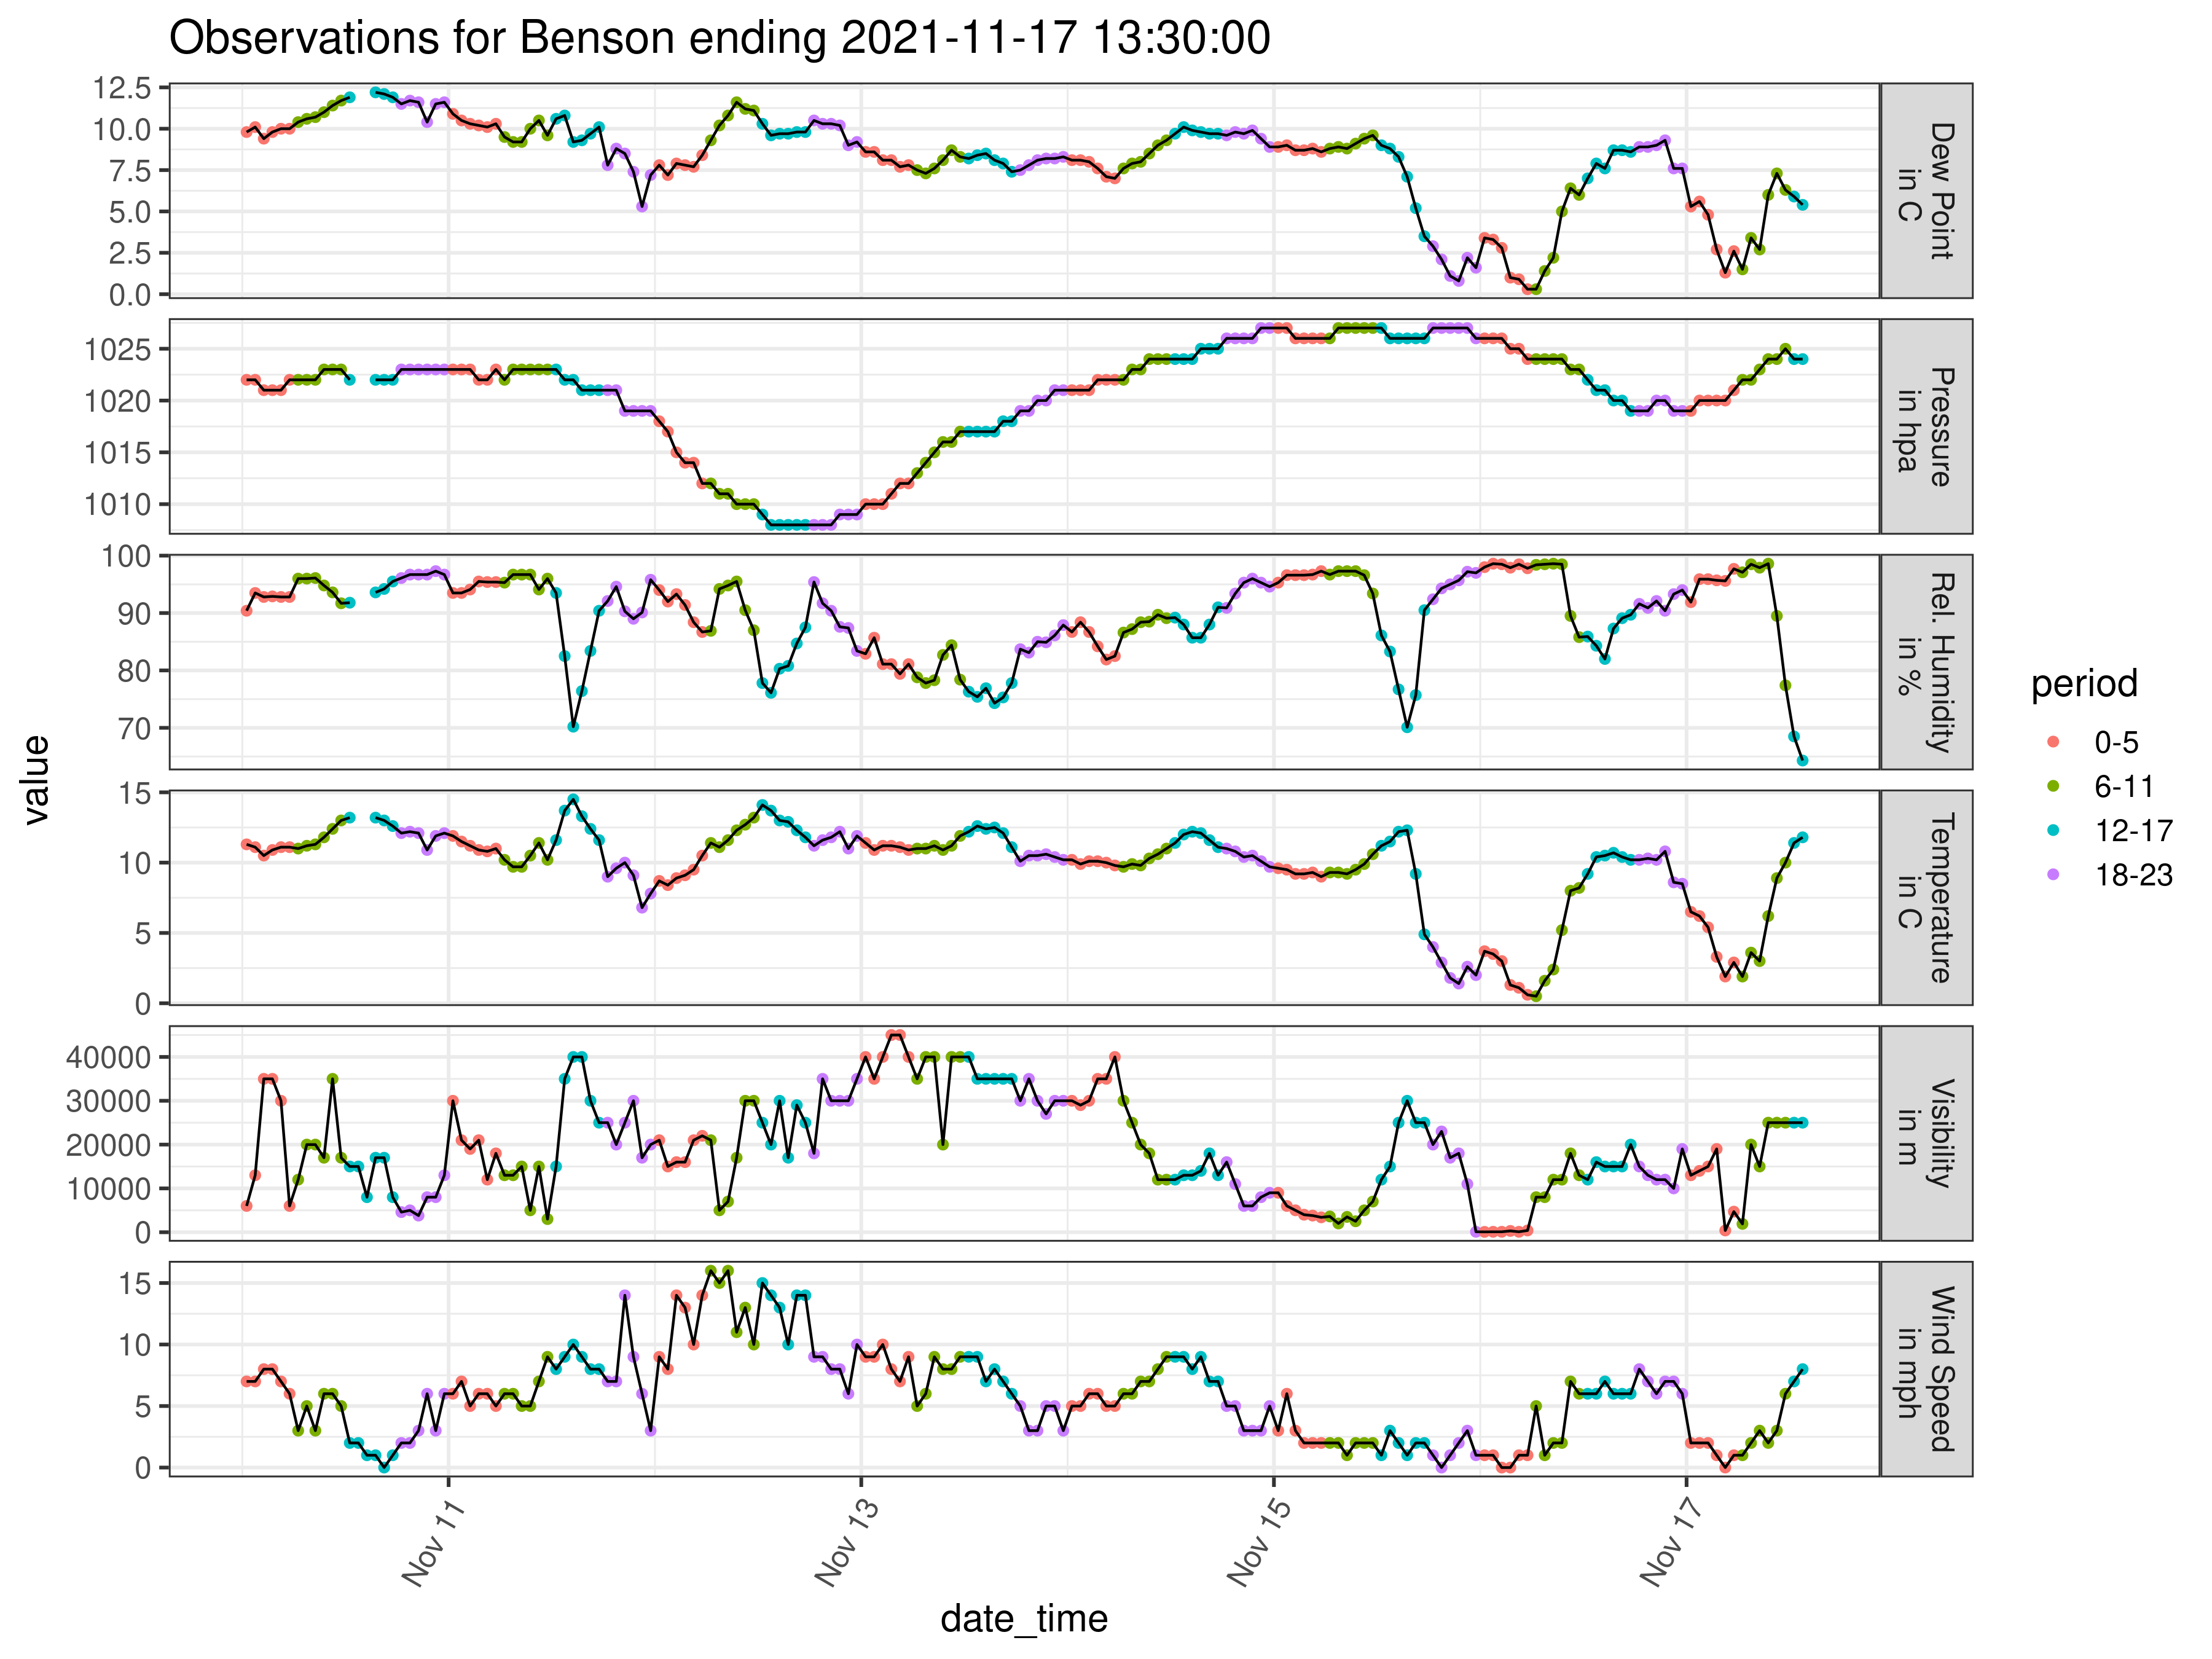 Observations for Benson ending 2021-11-17 13:30:00
value
12.5
10.0
7.5
5.0
2.5
0.0
Dew Point
in C
1025
1020
1015
1010
Pressure
in hpa
100
90
80
70
Rel. Humidity
in %
15
10
5
0
Temperature
in C
40000
30000
20000
10000
0
Visibility
in m
15
10
5
0
Wind Speed
in mph
Nov 11
Nov 13
Nov 15
Nov 17
date_time
period
0-5
6-11
12-17
18-23